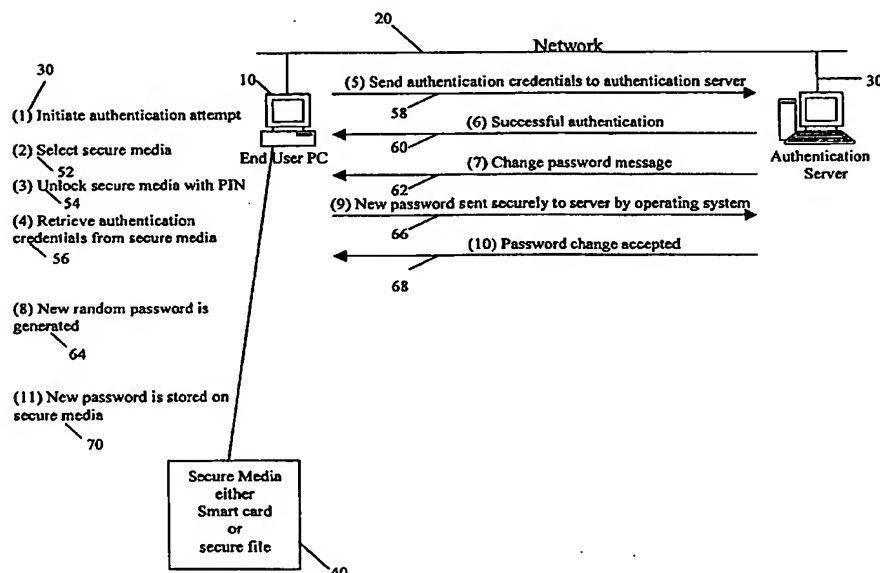 20
Network
30
10
30
(5) Send authentication credentials to authentication server
58
(1) Initiate authentication attempt
(6) Successful authentication
60
(2) Select secure media
52
End User PC
Authentication
Server
(7) Change password message
62
(3) Unlock secure media with PIN
54
(9) New password sent securely to server by operating system
66
(4) Retrieve authentication
credentials from secure media
56
(10) Password change accepted
68
(8) New random password is
generated
64
(11) New password is stored on
secure media
70
Secure Media
either
Smart card
or
secure file
40